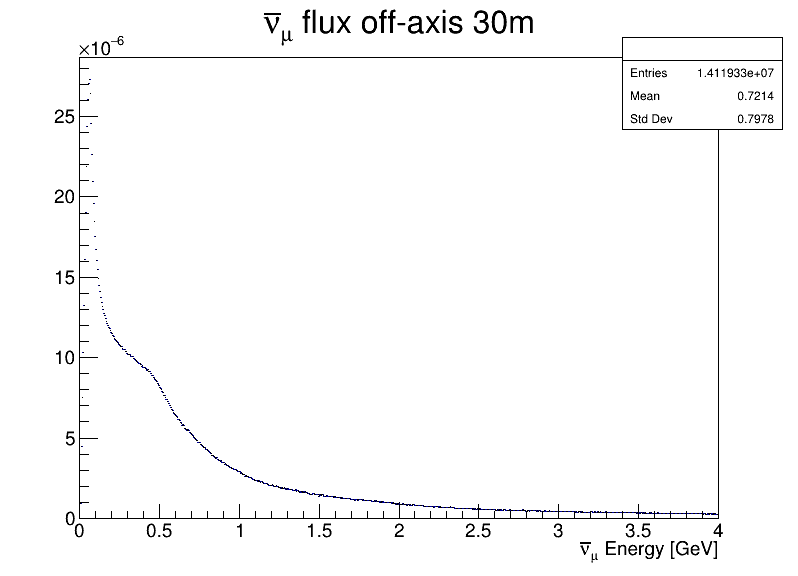 ν̅μ flux off-axis 30m
×10⁻⁶
Entries 1.411933e+07
Mean 0.7214
Std Dev 0.7978
25
20
15
10
5
0
0 0.5 1 1.5 2 2.5 3 3.5 4
ν̅μ Energy [GeV]